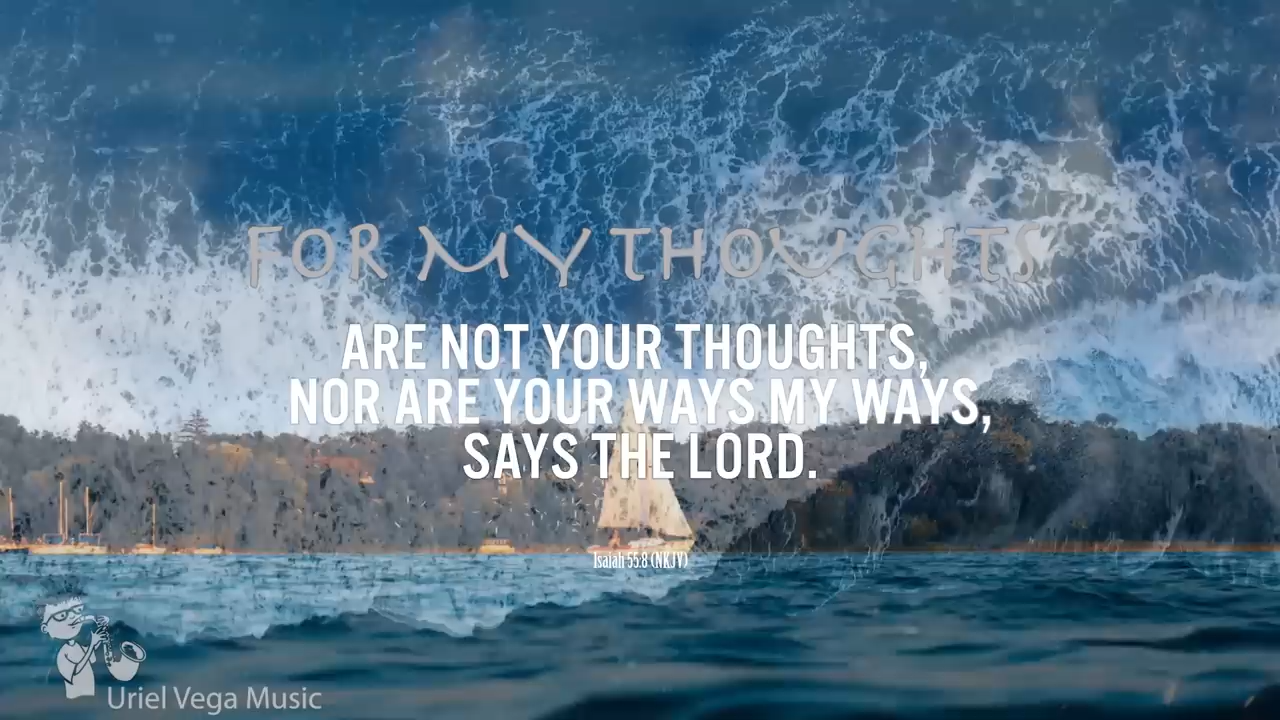 FOR MY THOUGHTS
ARE NOT YOUR THOUGHTS,
NOR ARE YOUR WAYS MY WAYS,
SAYS THE LORD.
Isaiah 55:8 (NKJV)
Uriel Vega Music